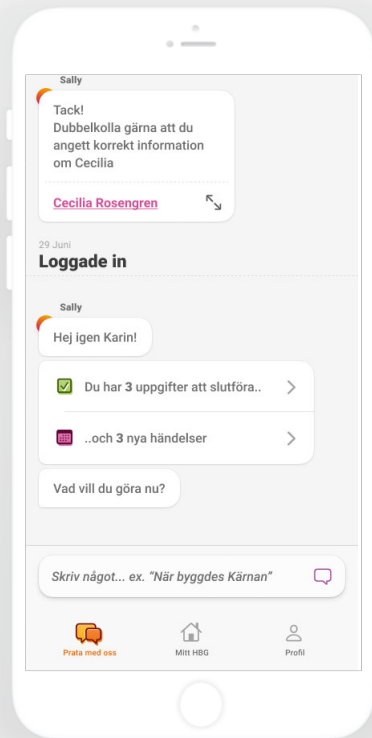 Sally
Tack!
Dubbelkolla gärna att du
angett korrekt information
om Cecilia
Cecilia Rosengren
29 Juni
Loggade in
Sally
Hej igen Karin!
Du har 3 uppgifter att slutföra..
..och 3 nya händelser
Vad vill du göra nu?
Skriv något... ex. “När byggdes Kärnan”
Prata med oss
Mitt HBG
Profil